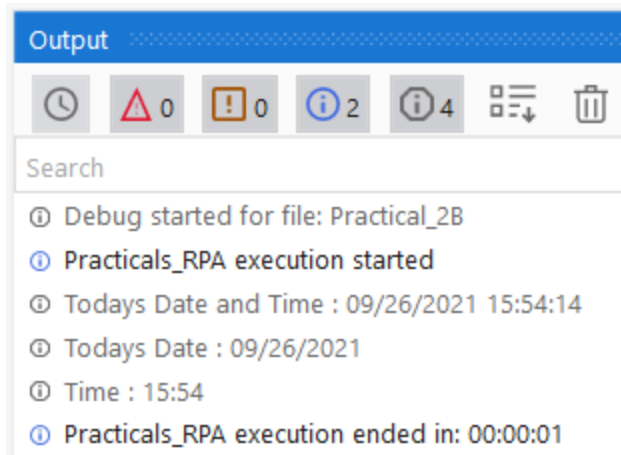 Output
0 0 2 4
Search
Debug started for file: Practical_2B
Practicals_RPA execution started
Todays Date and Time : 09/26/2021 15:54:14
Todays Date : 09/26/2021
Time : 15:54
Practicals_RPA execution ended in: 00:00:01